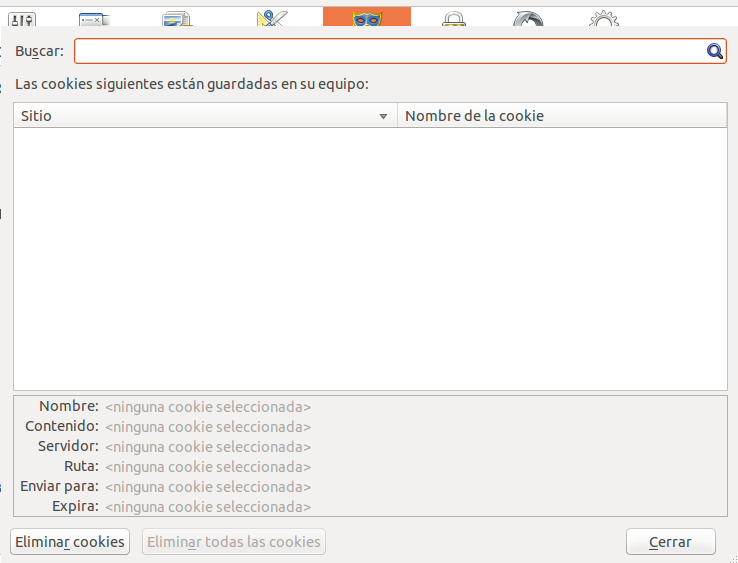 Buscar:
Las cookies siguientes están guardadas en su equipo:
Sitio Nombre de la cookie
Nombre: <ninguna cookie seleccionada>
Contenido: <ninguna cookie seleccionada>
Servidor: <ninguna cookie seleccionada>
Ruta: <ninguna cookie seleccionada>
Enviar para: <ninguna cookie seleccionada>
Expira: <ninguna cookie seleccionada>
Eliminar cookies Eliminar todas las cookies Cerrar